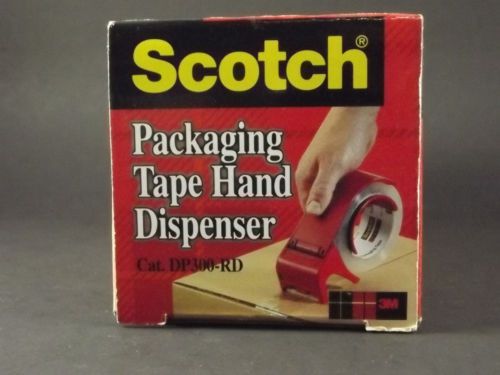 Scotch®
Packaging
Tape Hand
Dispenser
Cat. DP300-RD
3M